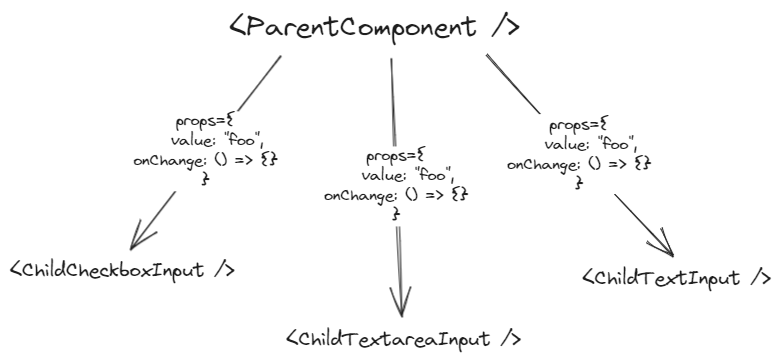 <ParentComponent />
props={
value: "foo",
onChange: () => {}
}
props={
value: "foo",
onChange: () => {}
}
props={
value: "foo",
onChange: () => {}
}
<ChildCheckboxInput />
<ChildTextareaInput />
<ChildTextInput />